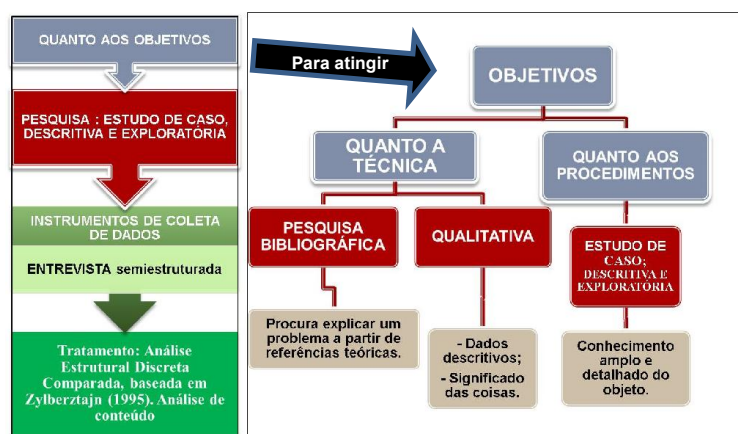 QUANTO AOS OBJETIVOS
PESQUISA : ESTUDO DE CASO,
DESCRITIVA E EXPLORATÓRIA
INSTRUMENTOS DE COLETA
DE DADOS
ENTREVISTA semiestruturada
Tratamento: Análise
Estrutural Discreta
Comparada, baseada em
Zylberztajn (1995). Análise de
conteúdo
Para atingir
OBJETIVOS
QUANTO A
TÉCNICA
QUANTO AOS
PROCEDIMENTOS
PESQUISA
BIBLIOGRÁFICA
QUALITATIVA
ESTUDO DE
CASO;
DESCRITIVA E
EXPLORATÓRIA
Procura explicar um
problema a partir de
referências teóricas.
- Dados
descritivos;
- Significado
das coisas.
Conhecimento
amplo e
detalhado do
objeto.